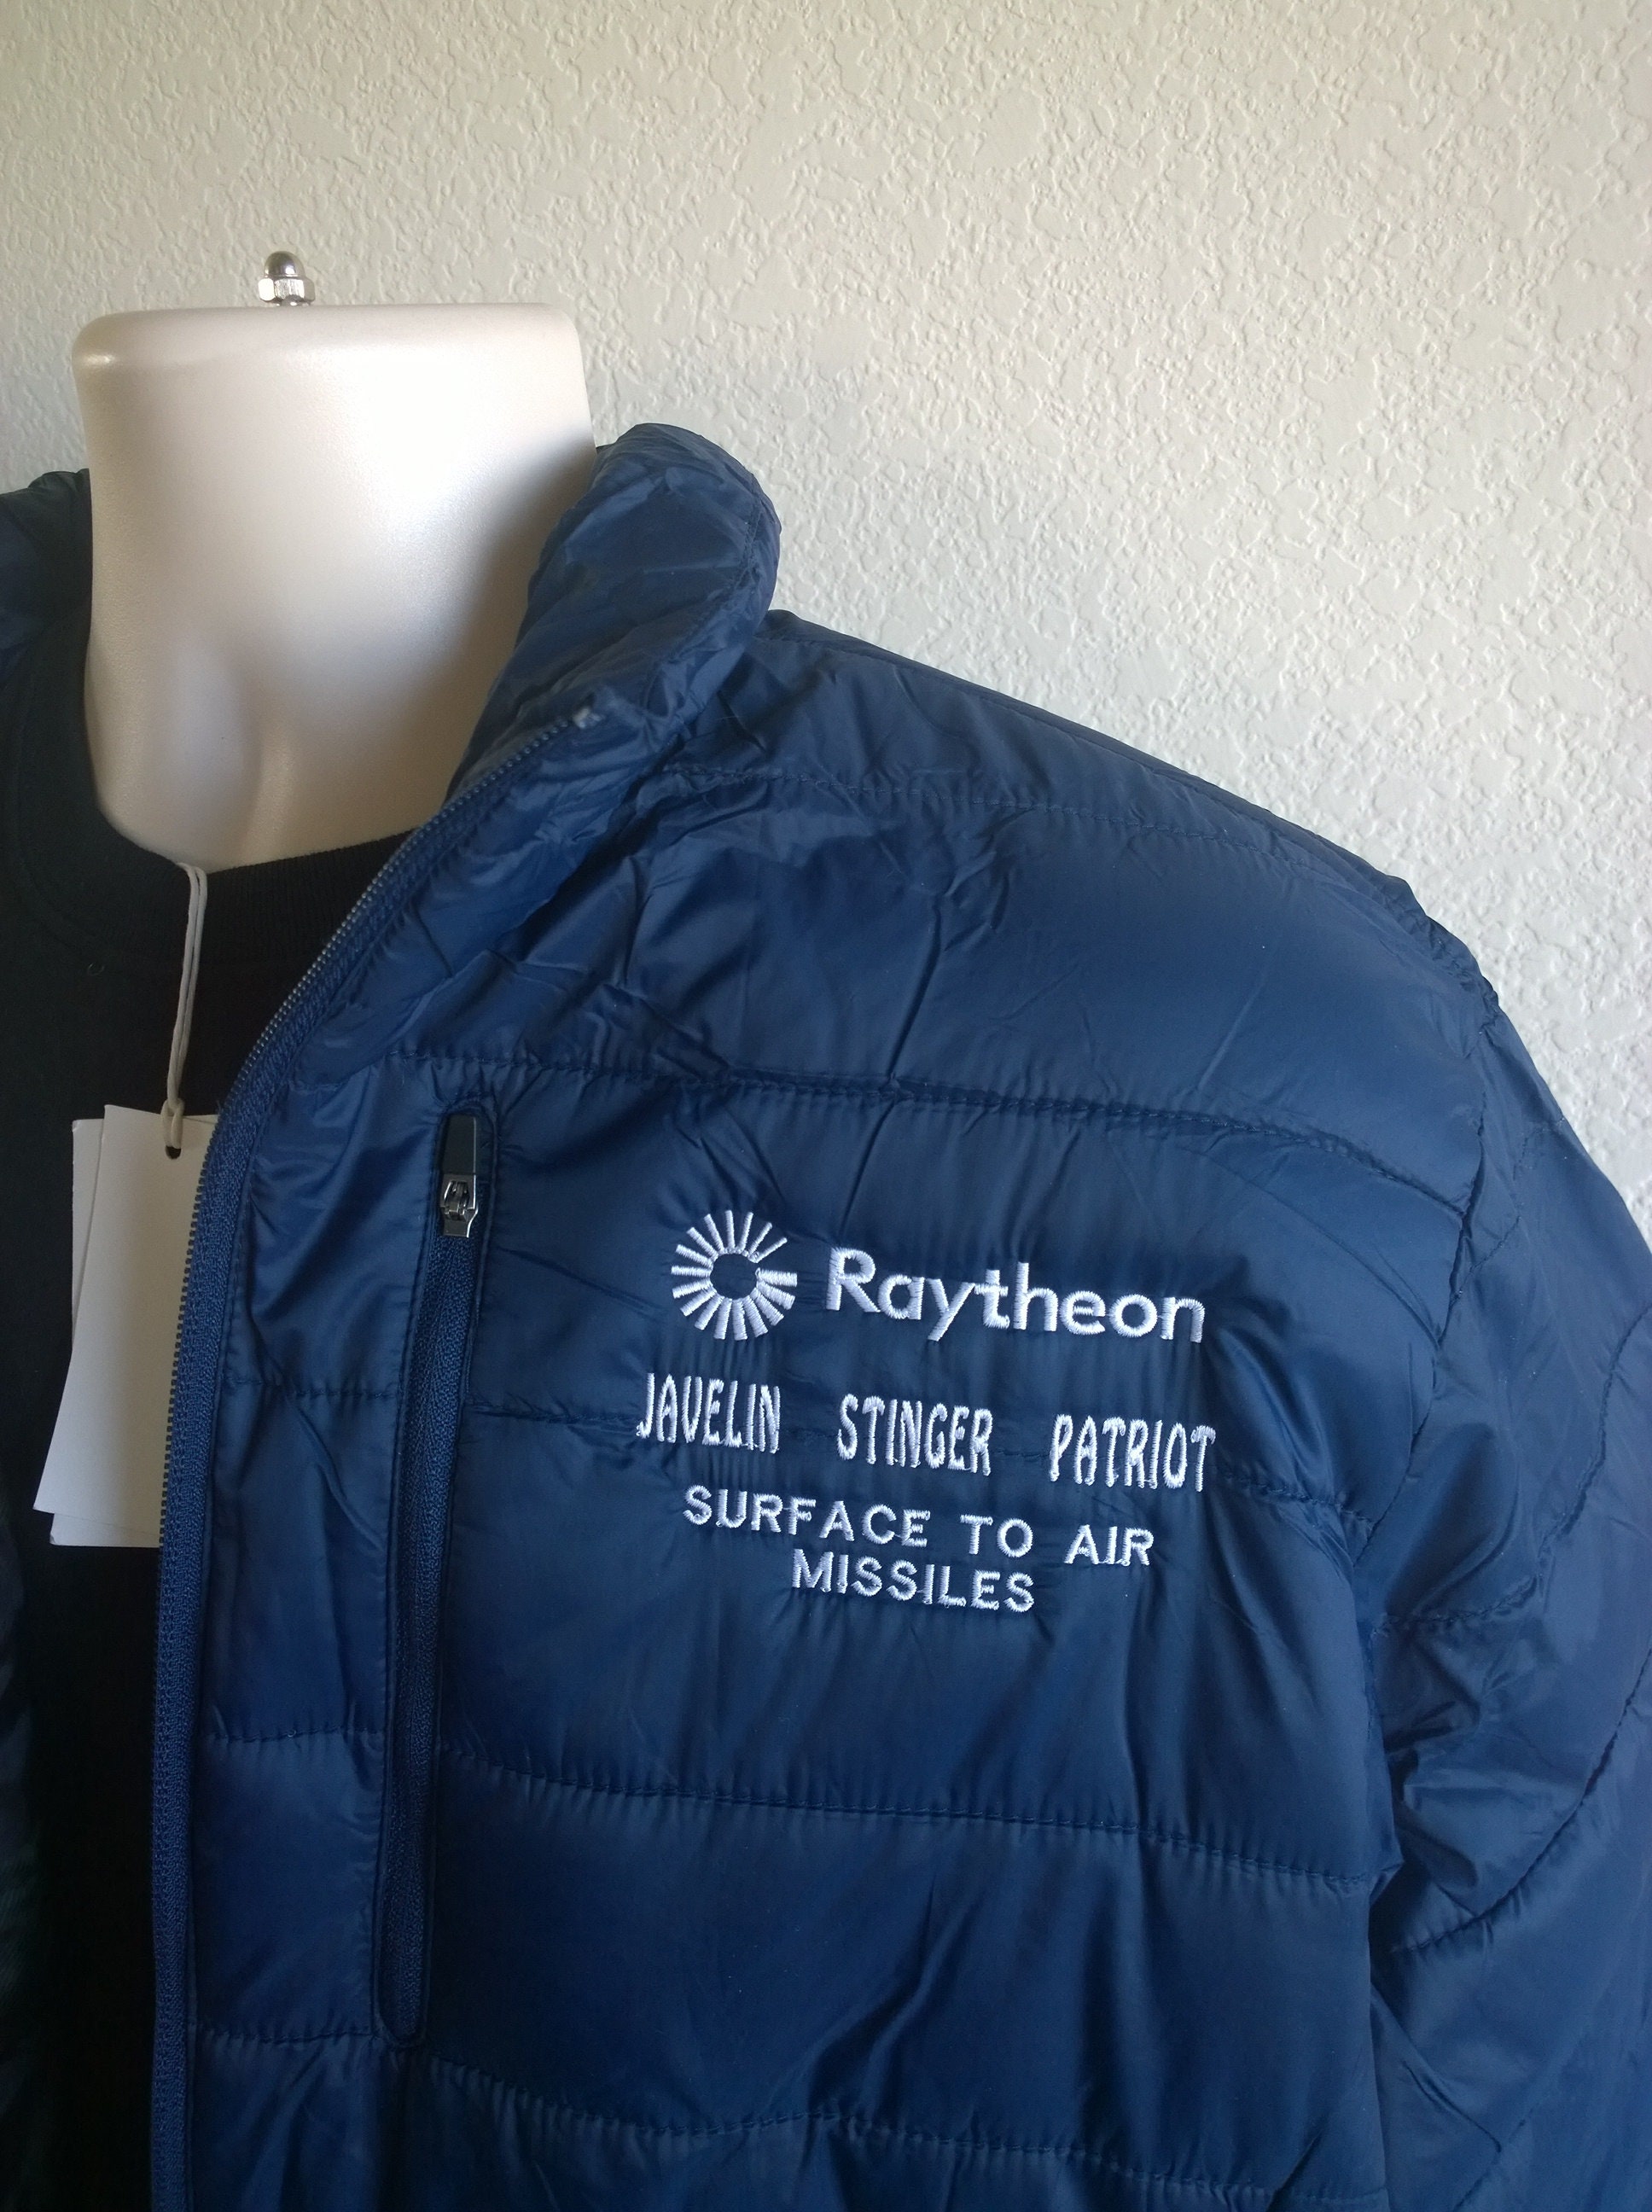 Raytheon
JAVELIN STINGER PATRIOT
SURFACE TO AIR
MISSILES